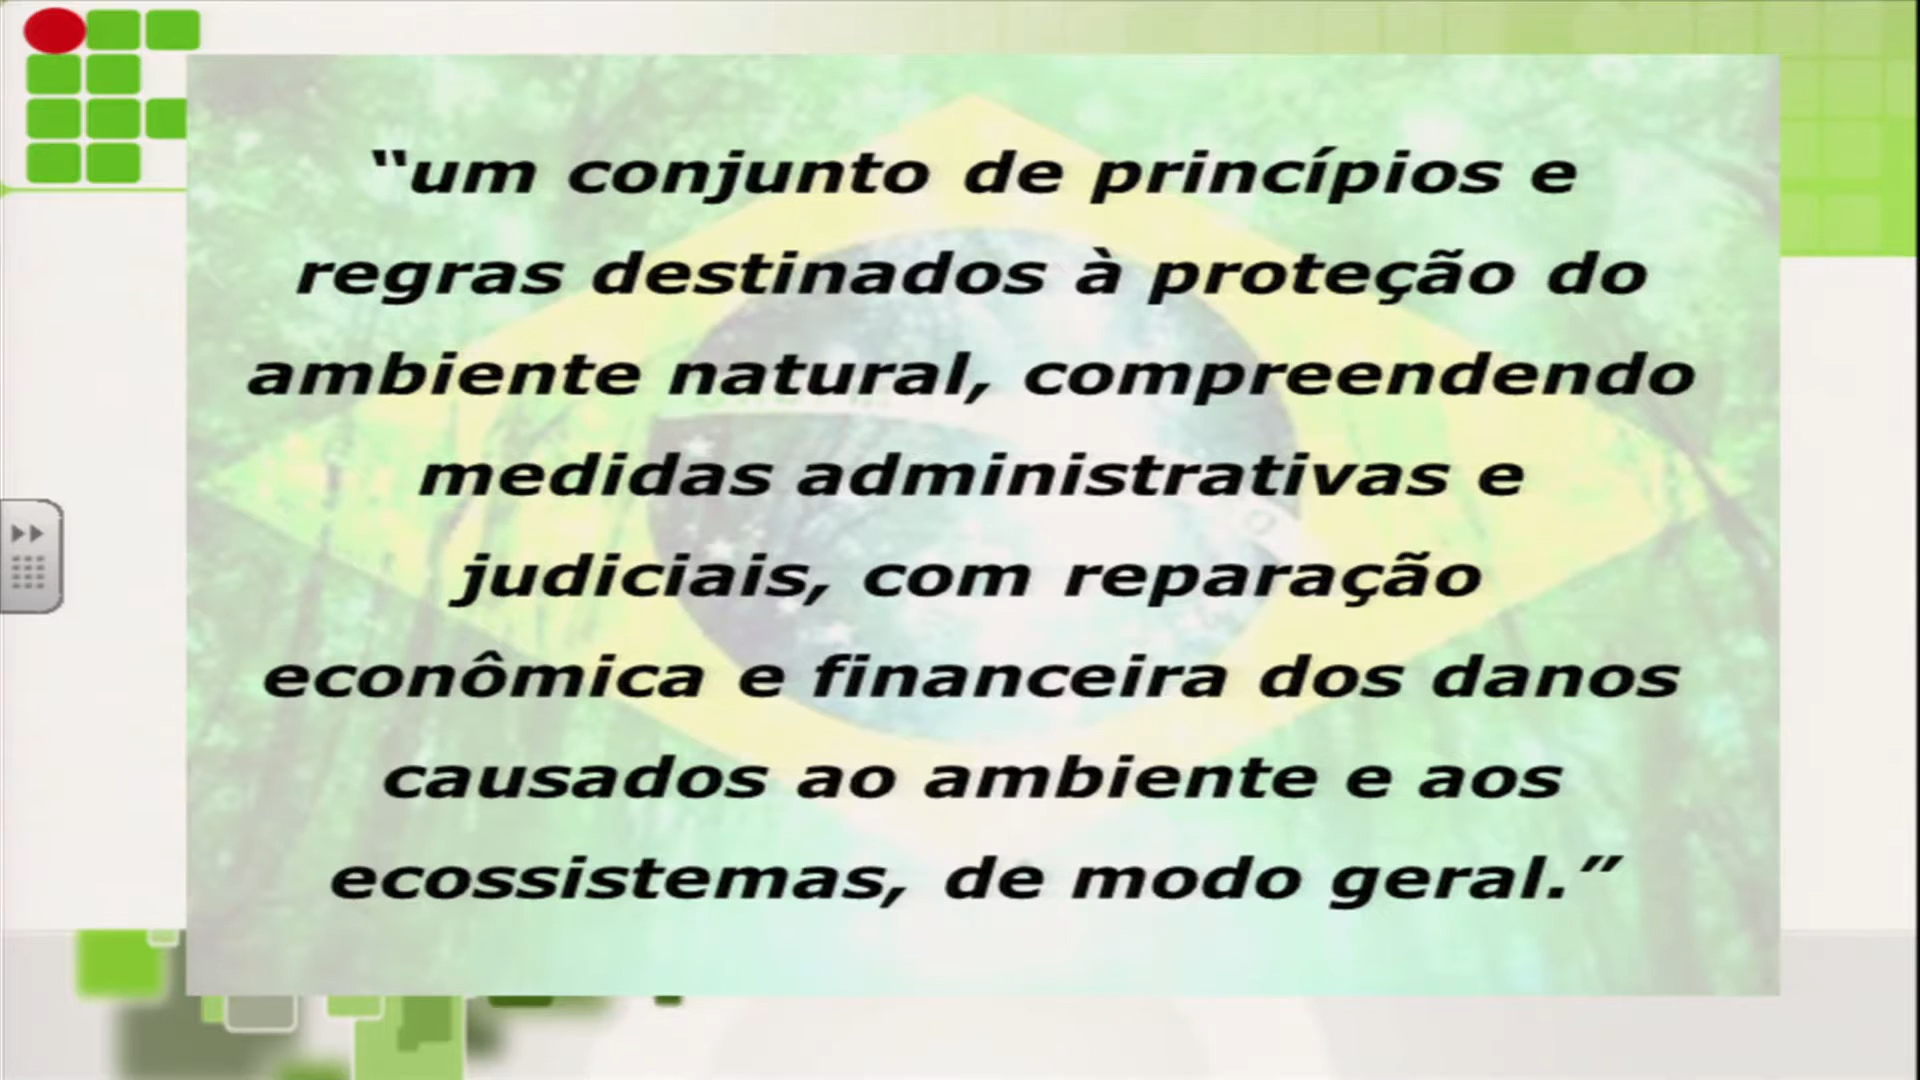 “um conjunto de princípios e
regras destinados à proteção do
ambiente natural, compreendendo
medidas administrativas e
judiciais, com reparação
econômica e financeira dos danos
causados ao ambiente e aos
ecossistemas, de modo geral.”